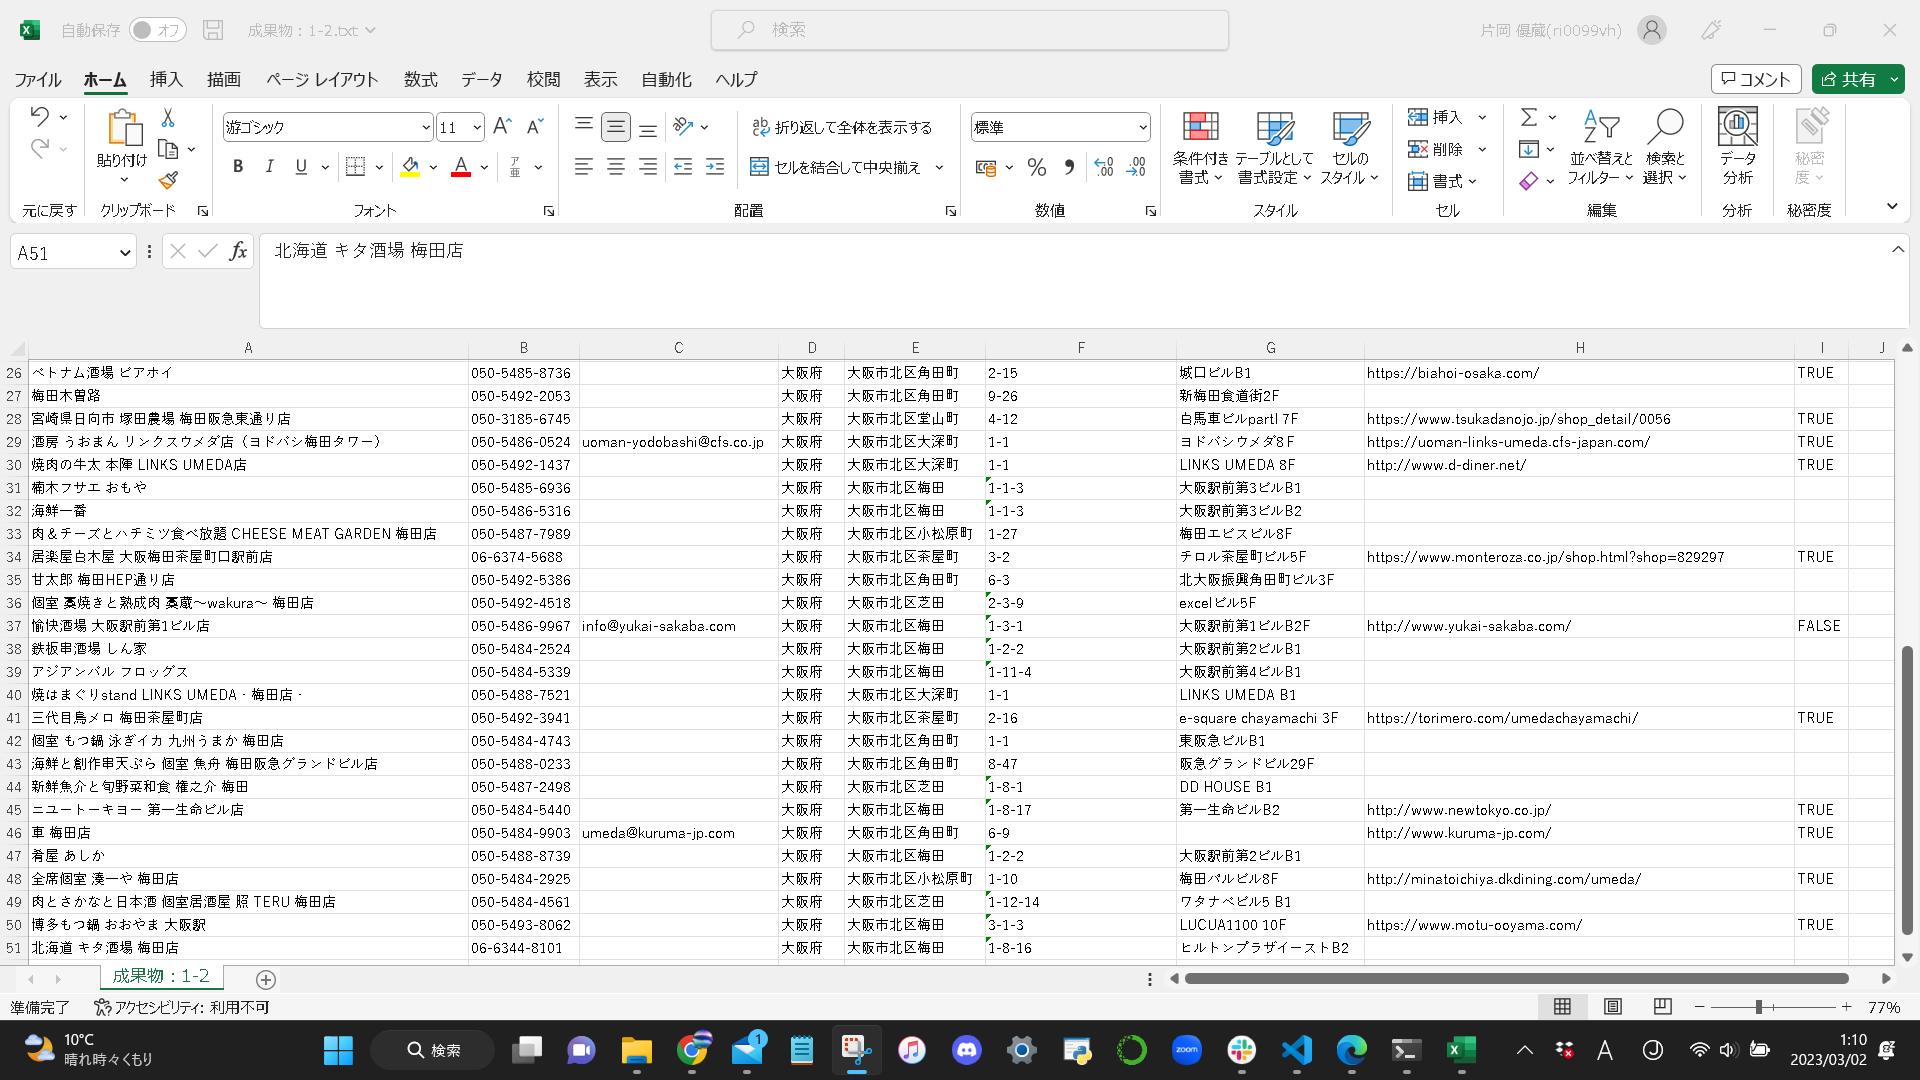 自動保存 オフ 成果物：1-2.txt 検索 片岡 優蔵(ri0099vh)
ファイル ホーム 挿入 描画 ページ レイアウト 数式 データ 校閲 表示 自動化 ヘルプ コメント 共有
貼り付け 游ゴシック 11 折り返して全体を表示する 標準 条件付き書式 テーブルとして書式設定 セルのスタイル 挿入 削除 書式 並べ替えとフィルター 検索と選択 データ分析 秘密度
B I U A ア亜 セルを結合して中央揃え %
元に戻す クリップボード フォント 配置 数値 スタイル セル 編集 分析 秘密度
A51 fx 北海道 キタ酒場 梅田店
A B C D E F G H I J
26 ベトナム酒場 ビアホイ 050-5485-8736 大阪府 大阪市北区角田町 2-15 城口ビルB1 https://biahoi-osaka.com/ TRUE
27 梅田木曽路 050-5492-2053 大阪府 大阪市北区角田町 9-26 新梅田食道街2F
28 宮崎県日向市 塚田農場 梅田阪急東通り店 050-3185-6745 大阪府 大阪市北区堂山町 4-12 白馬車ビルpartI 7F https://www.tsukadanojo.jp/shop_detail/0056 TRUE
29 酒房 うおまん リンクスウメダ店（ヨドバシ梅田タワー） 050-5486-0524 uoman-yodobashi@cfs.co.jp 大阪府 大阪市北区大深町 1-1 ヨドバシウメダ8Ｆ https://uoman-links-umeda.cfs-japan.com/ TRUE
30 焼肉の牛太 本陣 LINKS UMEDA店 050-5492-1437 大阪府 大阪市北区大深町 1-1 LINKS UMEDA 8F http://www.d-diner.net/ TRUE
31 楠木フサエ おもや 050-5485-6936 大阪府 大阪市北区梅田 1-1-3 大阪駅前第3ビルB1
32 海鮮一番 050-5486-5316 大阪府 大阪市北区梅田 1-1-3 大阪駅前第3ビルB2
33 肉＆チーズとハチミツ食べ放題 CHEESE MEAT GARDEN 梅田店 050-5487-7989 大阪府 大阪市北区小松原町 1-27 梅田エビスビル8F
34 居楽屋白木屋 大阪梅田茶屋町口駅前店 06-6374-5688 大阪府 大阪市北区茶屋町 3-2 チロル茶屋町ビル5F https://www.monteroza.co.jp/shop.html?shop=829297 TRUE
35 甘太郎 梅田HEP通り店 050-5492-5386 大阪府 大阪市北区角田町 6-3 北大阪振興角田町ビル3F
36 個室 藁焼きと熟成肉 藁蔵～wakura～ 梅田店 050-5492-4518 大阪府 大阪市北区芝田 2-3-9 excelビル5F
37 愉快酒場 大阪駅前第1ビル店 050-5486-9967 info@yukai-sakaba.com 大阪府 大阪市北区梅田 1-3-1 大阪駅前第1ビルB2F http://www.yukai-sakaba.com/ FALSE
38 鉄板串酒場 しん家 050-5484-2524 大阪府 大阪市北区梅田 1-2-2 大阪駅前第2ビルB1
39 アジアンバル フロッグス 050-5484-5339 大阪府 大阪市北区梅田 1-11-4 大阪駅前第4ビルB1
40 焼はまぐりstand LINKS UMEDA‐梅田店‐ 050-5488-7521 大阪府 大阪市北区大深町 1-1 LINKS UMEDA B1
41 三代目鳥メロ 梅田茶屋町店 050-5492-3941 大阪府 大阪市北区茶屋町 2-16 e-square chayamachi 3F https://torimero.com/umedachayamachi/ TRUE
42 個室 もつ鍋 泳ぎイカ 九州うまか 梅田店 050-5484-4743 大阪府 大阪市北区角田町 1-1 東阪急ビルB1
43 海鮮と創作串天ぷら 個室 魚舟 梅田阪急グランドビル店 050-5488-0233 大阪府 大阪市北区角田町 8-47 阪急グランドビル29F
44 新鮮魚介と旬野菜和食 権之介 梅田 050-5487-2498 大阪府 大阪市北区芝田 1-8-1 DD HOUSE B1
45 ニユートーキヨー 第一生命ビル店 050-5484-5440 大阪府 大阪市北区梅田 1-8-17 第一生命ビルB2 http://www.newtokyo.co.jp/ TRUE
46 車 梅田店 050-5484-9903 umeda@kuruma-jp.com 大阪府 大阪市北区角田町 6-9 http://www.kuruma-jp.com/ TRUE
47 肴屋 あしか 050-5488-8739 大阪府 大阪市北区梅田 1-2-2 大阪駅前第2ビルB1
48 全席個室 湊一や 梅田店 050-5484-2925 大阪府 大阪市北区小松原町 1-10 梅田パルビル8F http://minatoichiya.dkdining.com/umeda/ TRUE
49 肉とさかなと日本酒 個室居酒屋 照 TERU 梅田店 050-5484-4561 大阪府 大阪市北区芝田 1-12-14 ワタナベビル5 B1
50 博多もつ鍋 おおやま 大阪駅 050-5493-8062 大阪府 大阪市北区梅田 3-1-3 LUCUA1100 10F https://www.motu-ooyama.com/ TRUE
51 北海道 キタ酒場 梅田店 06-6344-8101 大阪府 大阪市北区梅田 1-8-16 ヒルトンプラザイーストB2
成果物：1-2
準備完了 アクセシビリティ: 利用不可 77%
10°C 晴れ時々くもり 検索 1 zoom A 1:10
2023/03/02